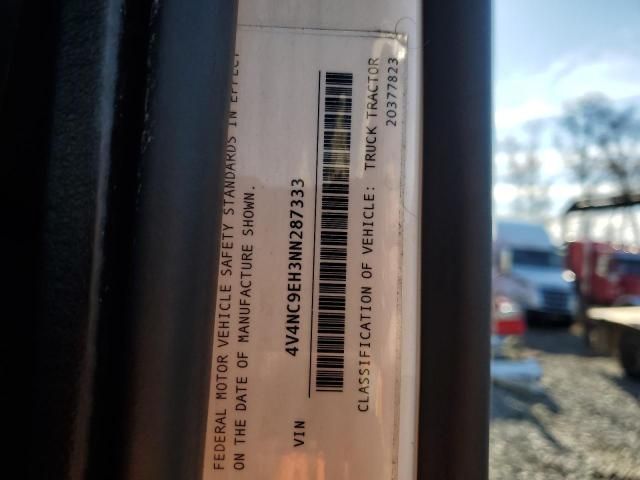 FEDERAL MOTOR VEHICLE SAFETY STANDARDS IN EFFECT
ON THE DATE OF MANUFACTURE SHOWN.
VIN 4V4NC9EH3NN287333
CLASSIFICATION OF VEHICLE: TRUCK TRACTOR
20377823